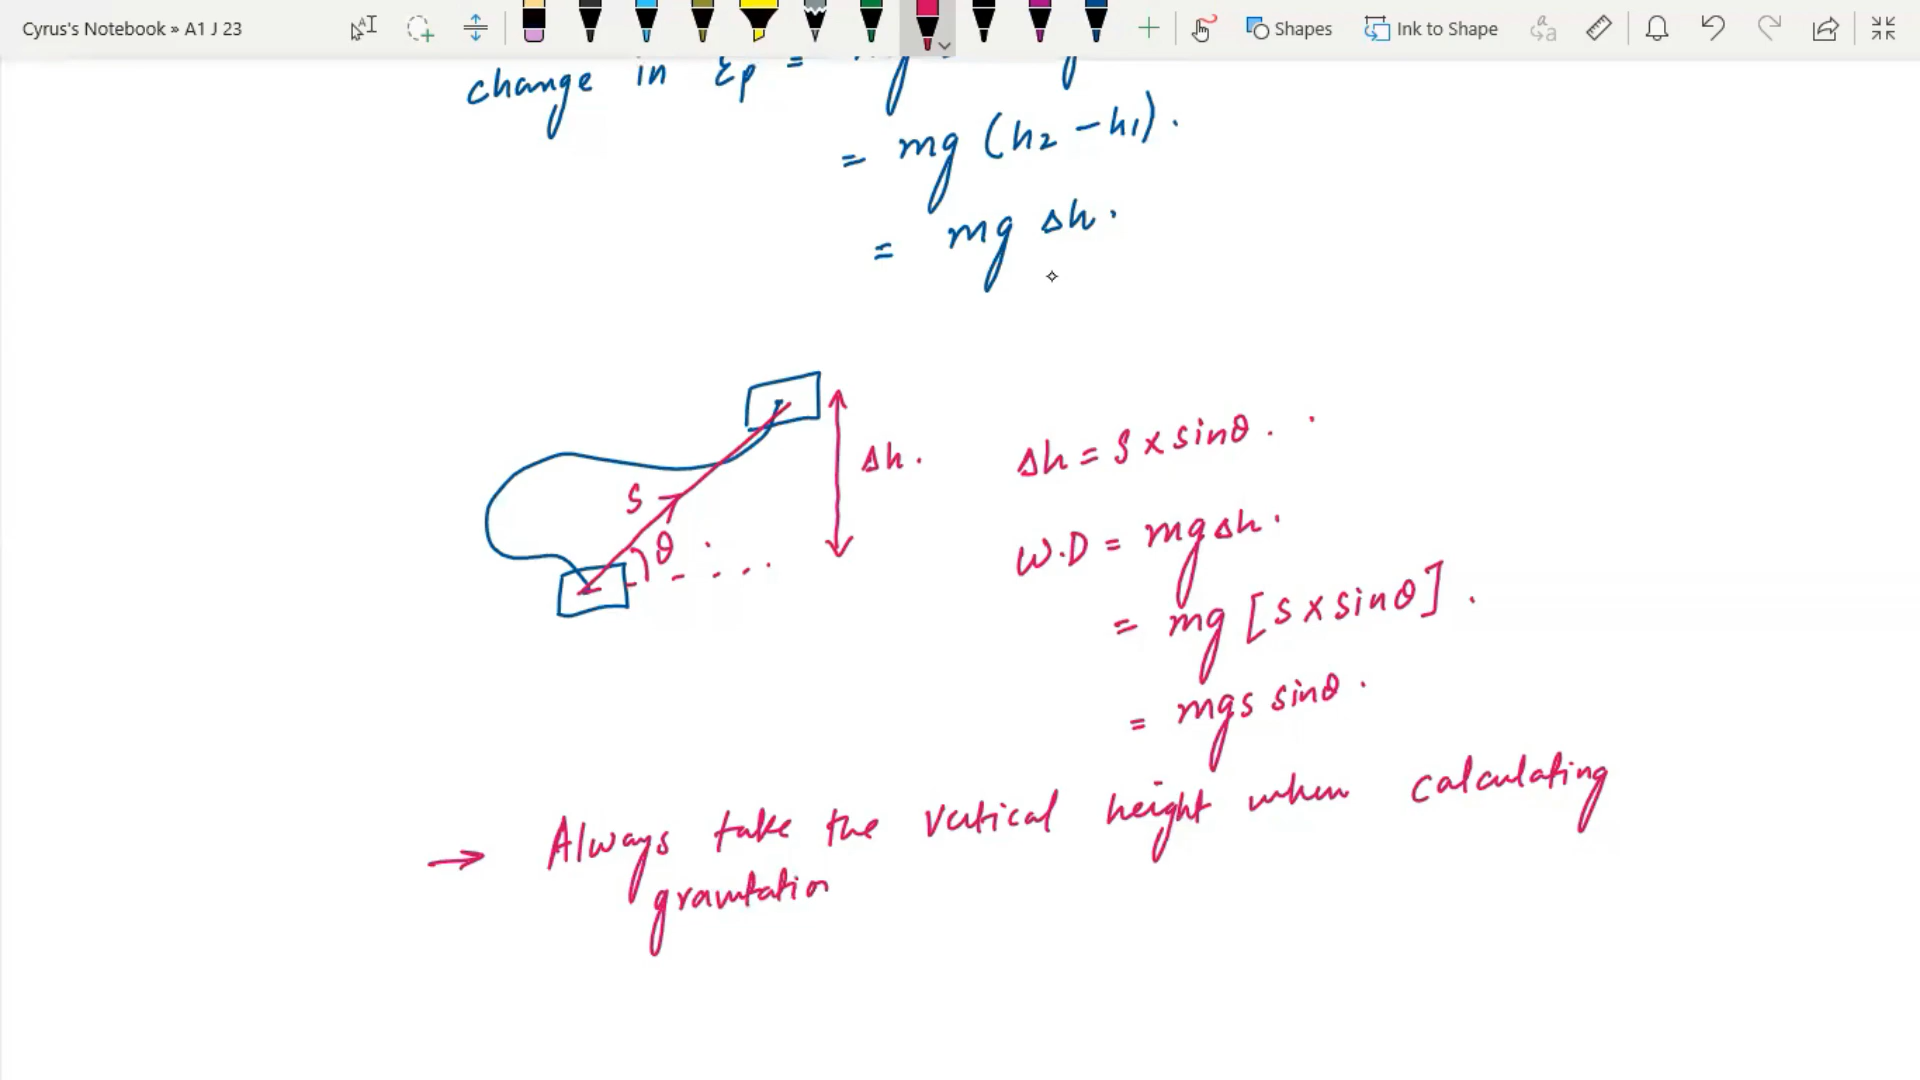 Cyrus's Notebook » A1 J 23
Shapes
Ink to Shape
change in Ep =
= mg (h2 - h1).
= mg Δh.
Δh.
S
θ
Δh = S x sinθ.
W.D = mgΔh.
= mg [S x sinθ].
= mgs sinθ.
→ Always take the vertical height when calculating
gravitation